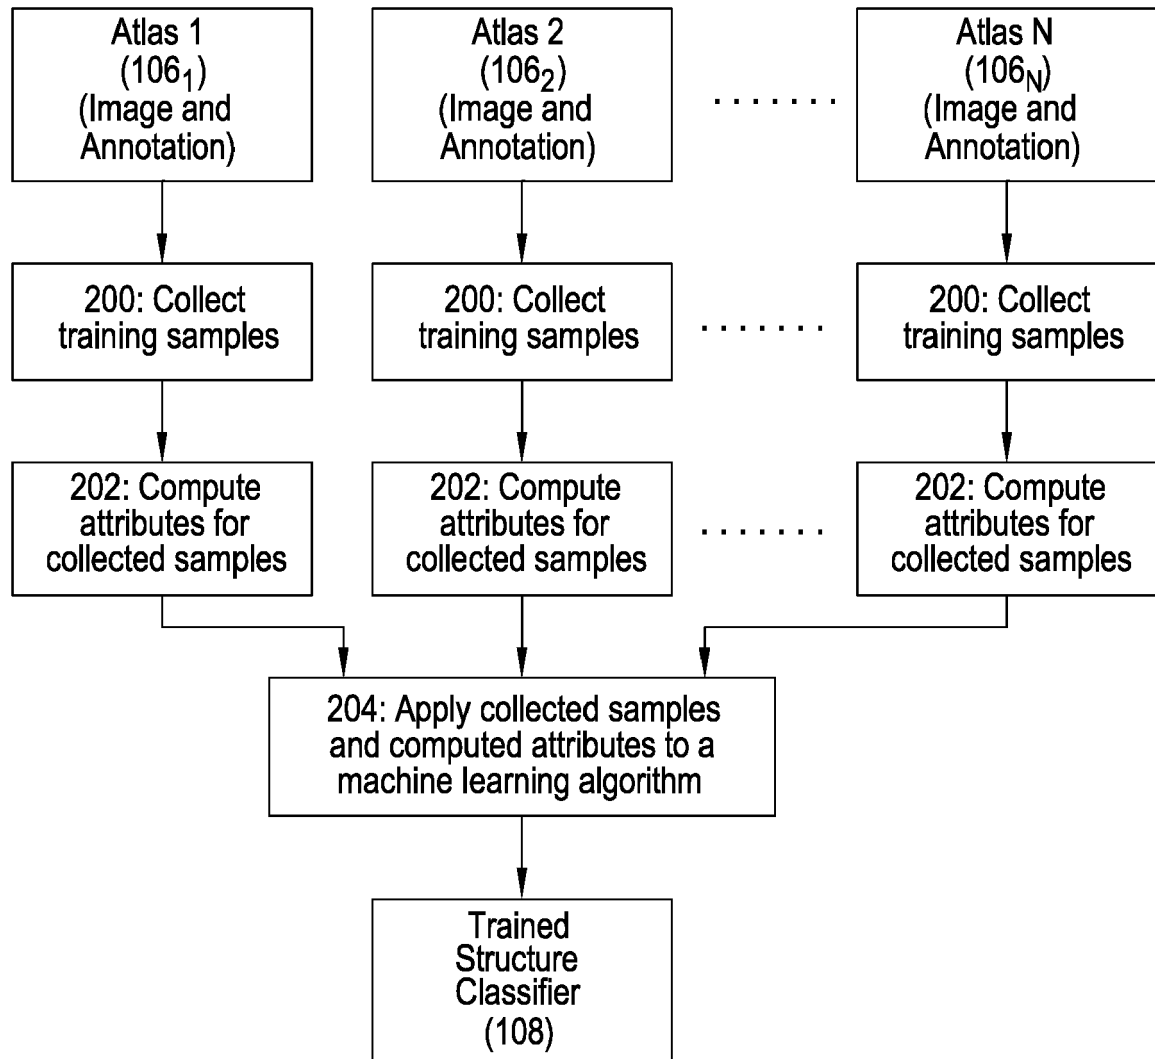 Atlas 1
(106₁)
(Image and
Annotation)
Atlas 2
(106₂)
(Image and
Annotation)
.......
Atlas N
(106N)
(Image and
Annotation)
200: Collect
training samples
200: Collect
training samples
.......
200: Collect
training samples
202: Compute
attributes for
collected samples
202: Compute
attributes for
collected samples
.......
202: Compute
attributes for
collected samples
204: Apply collected samples
and computed attributes to a
machine learning algorithm
Trained
Structure
Classifier
(108)